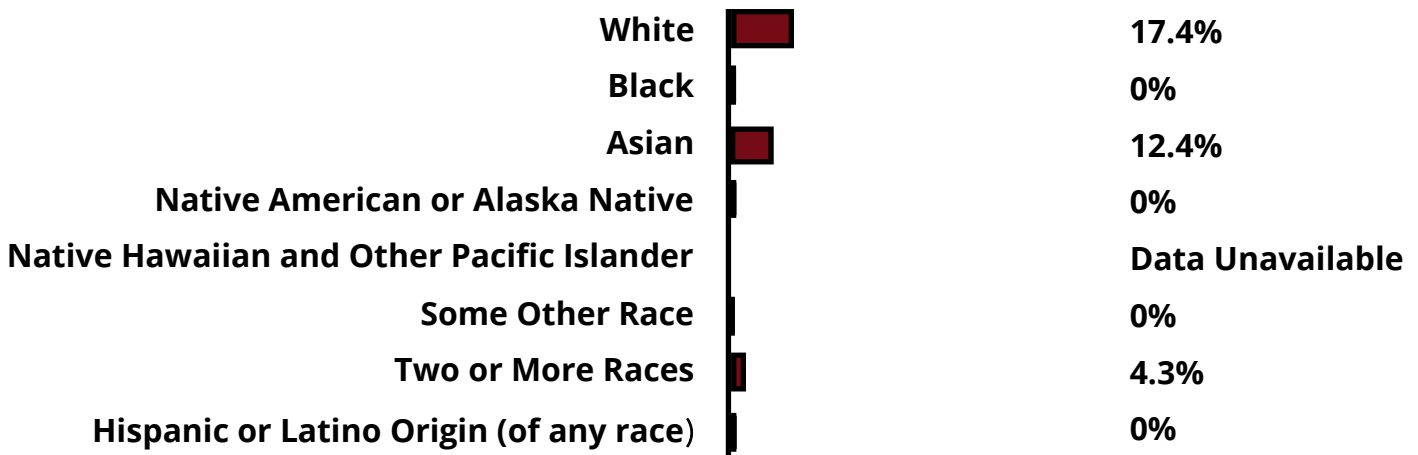 White 17.4%
Black 0%
Asian 12.4%
Native American or Alaska Native 0%
Native Hawaiian and Other Pacific Islander Data Unavailable
Some Other Race 0%
Two or More Races 4.3%
Hispanic or Latino Origin (of any race) 0%